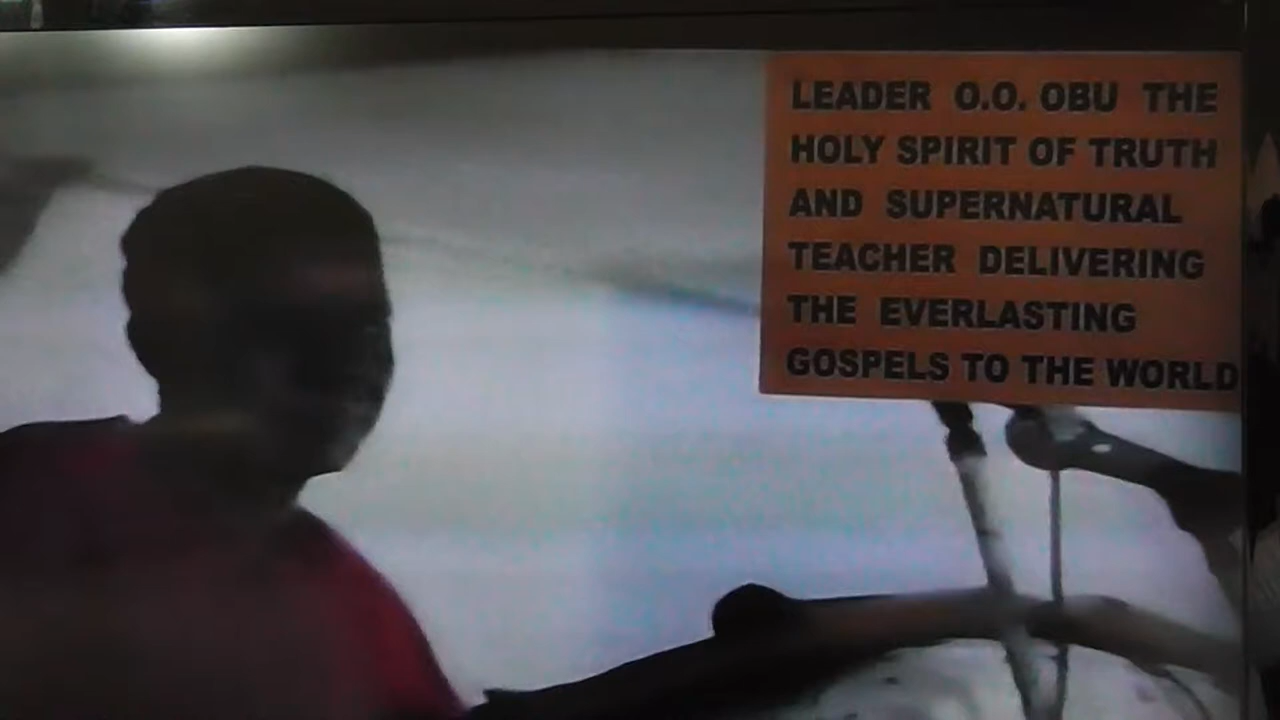 LEADER O.O. OBU THE
HOLY SPIRIT OF TRUTH
AND SUPERNATURAL
TEACHER DELIVERING
THE EVERLASTING
GOSPELS TO THE WORLD